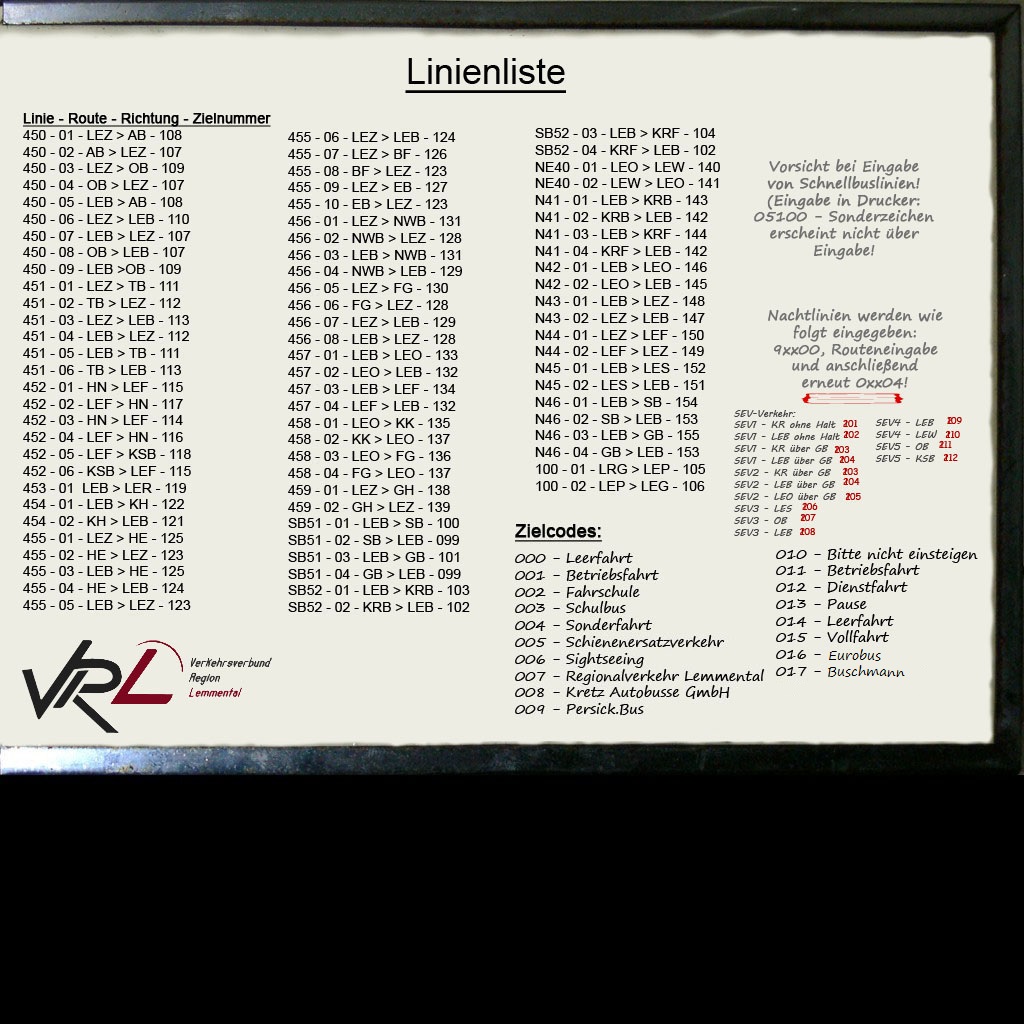 Linienliste
Linie - Route - Richtung - Zielnummer
450 - 01 - LEZ > AB - 108
450 - 02 - AB > LEZ - 107
450 - 03 - LEZ > OB - 109
450 - 04 - OB > LEZ - 107
450 - 05 - LEB > AB - 108
450 - 06 - LEZ > LEB - 110
450 - 07 - LEB > LEZ - 107
450 - 08 - OB > LEB - 107
450 - 09 - LEB >OB - 109
451 - 01 - LEZ > TB - 111
451 - 02 - TB > LEZ - 112
451 - 03 - LEZ > LEB - 113
451 - 04 - LEB > LEZ - 112
451 - 05 - LEB > TB - 111
451 - 06 - TB > LEB - 113
452 - 01 - HN > LEF - 115
452 - 02 - LEF > HN - 117
452 - 03 - HN > LEF - 114
452 - 04 - LEF > HN - 116
452 - 05 - LEF > KSB - 118
452 - 06 - KSB > LEF - 115
453 - 01 LEB > LER - 119
454 - 01 - LEB > KH - 122
454 - 02 - KH > LEB - 121
455 - 01 - LEZ > HE - 125
455 - 02 - HE > LEZ - 123
455 - 03 - LEB > HE - 125
455 - 04 - HE > LEB - 124
455 - 05 - LEB > LEZ - 123
455 - 06 - LEZ > LEB - 124
455 - 07 - LEZ > BF - 126
455 - 08 - BF > LEZ - 123
455 - 09 - LEZ > EB - 127
455 - 10 - EB > LEZ - 123
456 - 01 - LEZ > NWB - 131
456 - 02 - NWB > LEZ - 128
456 - 03 - LEB > NWB - 131
456 - 04 - NWB > LEB - 129
456 - 05 - LEZ > FG - 130
456 - 06 - FG > LEZ - 128
456 - 07 - LEZ > LEB - 129
456 - 08 - LEB > LEZ - 128
457 - 01 - LEB > LEO - 133
457 - 02 - LEO > LEB - 132
457 - 03 - LEB > LEF - 134
457 - 04 - LEF > LEB - 132
458 - 01 - LEO > KK - 135
458 - 02 - KK > LEO - 137
458 - 03 - LEO > FG - 136
458 - 04 - FG > LEO - 137
459 - 01 - LEZ > GH - 138
459 - 02 - GH > LEZ - 139
SB51 - 01 - LEB > SB - 100
SB51 - 02 - SB > LEB - 099
SB51 - 03 - LEB > GB - 101
SB51 - 04 - GB > LEB - 099
SB52 - 01 - LEB > KRB - 103
SB52 - 02 - KRB > LEB - 102
SB52 - 03 - LEB > KRF - 104
SB52 - 04 - KRF > LEB - 102
NE40 - 01 - LEO > LEW - 140
NE40 - 02 - LEW > LEO - 141
N41 - 01 - LEB > KRB - 143
N41 - 02 - KRB > LEB - 142
N41 - 03 - LEB > KRF - 144
N41 - 04 - KRF > LEB - 142
N42 - 01 - LEB > LEO - 146
N42 - 02 - LEO > LEB - 145
N43 - 01 - LEB > LEZ - 148
N43 - 02 - LEZ > LEB - 147
N44 - 01 - LEZ > LEF - 150
N44 - 02 - LEF > LEZ - 149
N45 - 01 - LEB > LES - 152
N45 - 02 - LES > LEB - 151
N46 - 01 - LEB > SB - 154
N46 - 02 - SB > LEB - 153
N46 - 03 - LEB > GB - 155
N46 - 04 - GB > LEB - 153
100 - 01 - LRG > LEP - 105
100 - 02 - LEP > LEG - 106
Vorsicht bei Eingabe
von Schnellbuslinien!
(Eingabe in Drucker:
05100 - Sonderzeichen
erscheint nicht über
Eingabe!
Nachtlinien werden wie
folgt eingegeben:
9xx00, Routeneingabe
und anschließend
erneut 0xx04!
SEV-Verkehr:
SEV1 - KR ohne Halt 201
SEV1 - LEB ohne Halt 202
SEV1 - KR über GB 203
SEV1 - LEB über GB 204
SEV2 - KR über GB 203
SEV2 - LEB über GB 204
SEV2 - LEO über GB 205
SEV3 - LES 206
SEV3 - OB 207
SEV3 - LEB 208
SEV4 - LEB 209
SEV4 - LEW 210
SEV5 - OB 211
SEV5 - KSB 212
Zielcodes:
000 - Leerfahrt
001 - Betriebsfahrt
002 - Fahrschule
003 - Schulbus
004 - Sonderfahrt
005 - Schienenersatzverkehr
006 - Sightseeing
007 - Regionalverkehr Lemmental
008 - Kretz Autobusse GmbH
009 - Persick.Bus
010 - Bitte nicht einsteigen
011 - Betriebsfahrt
012 - Dienstfahrt
013 - Pause
014 - Leerfahrt
015 - Vollfahrt
016 - Eurobus
017 - Buschmann
VRL
Verkehrsverbund
Region
Lemmental